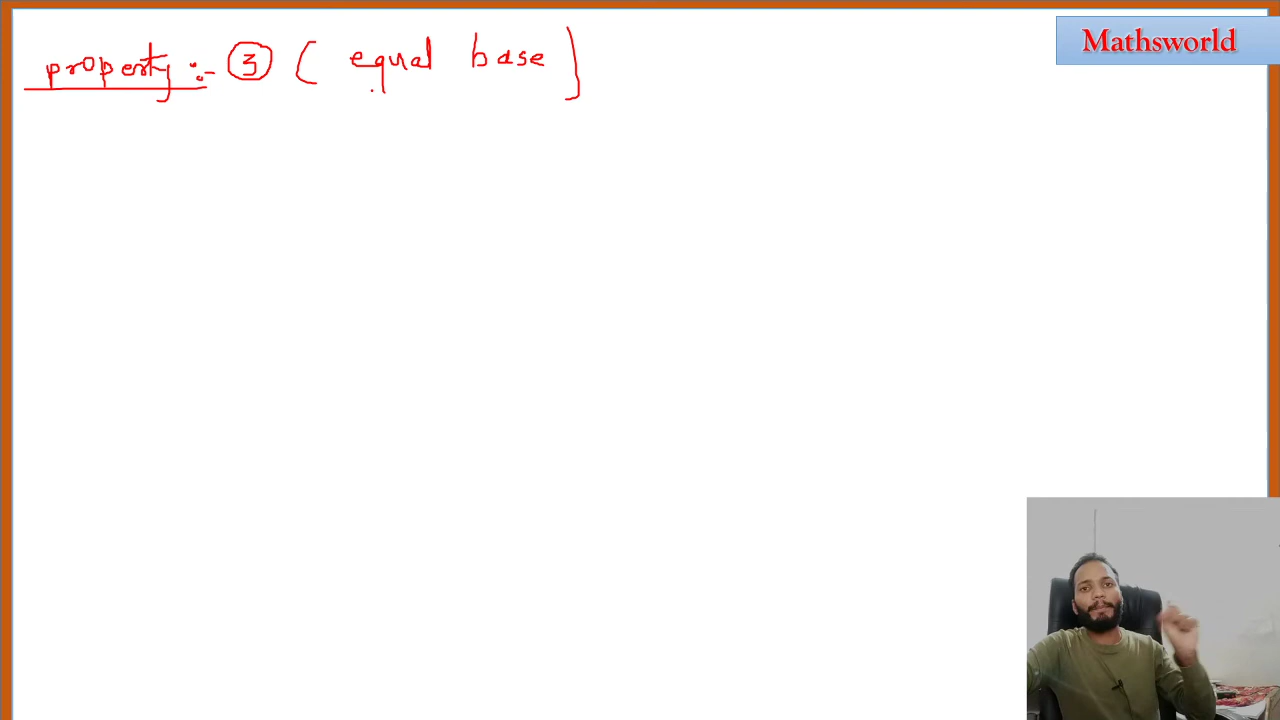 property :- ③ ( equal base )
Mathsworld